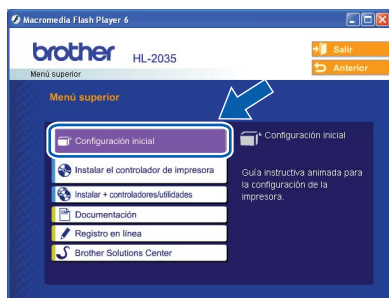 Macromedia Flash Player 6
brother HL-2035
Salir
Menú superior
Anterior
Menú superior
Configuración inicial
Configuración inicial
Instalar el controlador de impresora
Guía instructiva animada para
la configuración de la
impresora.
Instalar + controladores/utilidades
Documentación
Registro en línea
Brother Solutions Center